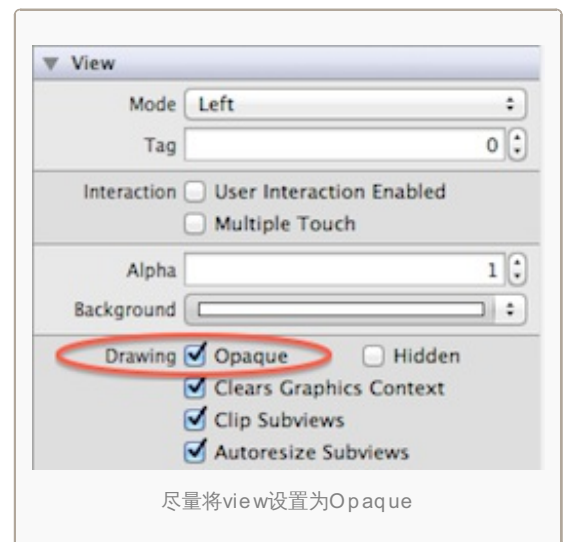 View
Mode Left
Tag 0
Interaction User Interaction Enabled
Multiple Touch
Alpha 1
Background
Drawing Opaque Hidden
Clears Graphics Context
Clip Subviews
Autoresize Subviews
尽量将view设置为Opaque